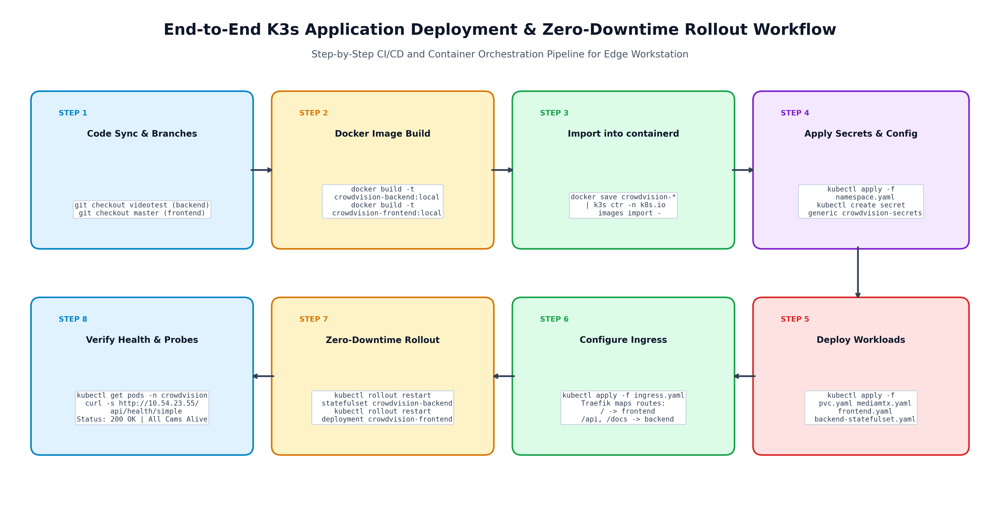 End-to-End K3s Application Deployment & Zero-Downtime Rollout Workflow
Step-by-Step CI/CD and Container Orchestration Pipeline for Edge Workstation
STEP 1
Code Sync & Branches
git checkout videotest (backend)
git checkout master (frontend)
STEP 2
Docker Image Build
docker build -t
crowdvision-backend:local
docker build -t
crowdvision-frontend:local
STEP 3
Import into containerd
docker save crowdvision-*
| k3s ctr -n k8s.io
images import -
STEP 4
Apply Secrets & Config
kubectl apply -f
namespace.yaml
kubectl create secret
generic crowdvision-secrets
STEP 5
Deploy Workloads
kubectl apply -f
pvc.yaml mediamtx.yaml
frontend.yaml
backend-statefulset.yaml
STEP 6
Configure Ingress
kubectl apply -f ingress.yaml
Traefik maps routes:
/ -> frontend
/api, /docs -> backend
STEP 7
Zero-Downtime Rollout
kubectl rollout restart
statefulset crowdvision-backend
kubectl rollout restart
deployment crowdvision-frontend
STEP 8
Verify Health & Probes
kubectl get pods -n crowdvision
curl -s http://10.54.23.55/
api/health/simple
Status: 200 OK | All Cams Alive